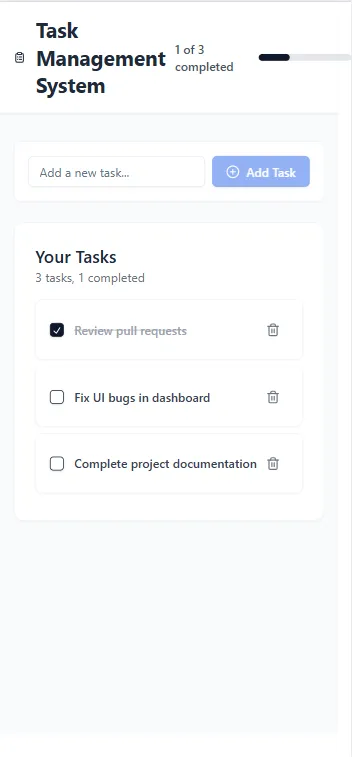 Task
Management
System
1 of 3
completed
Add a new task...
Add Task
Your Tasks
3 tasks, 1 completed
Review pull requests
Fix UI bugs in dashboard
Complete project documentation